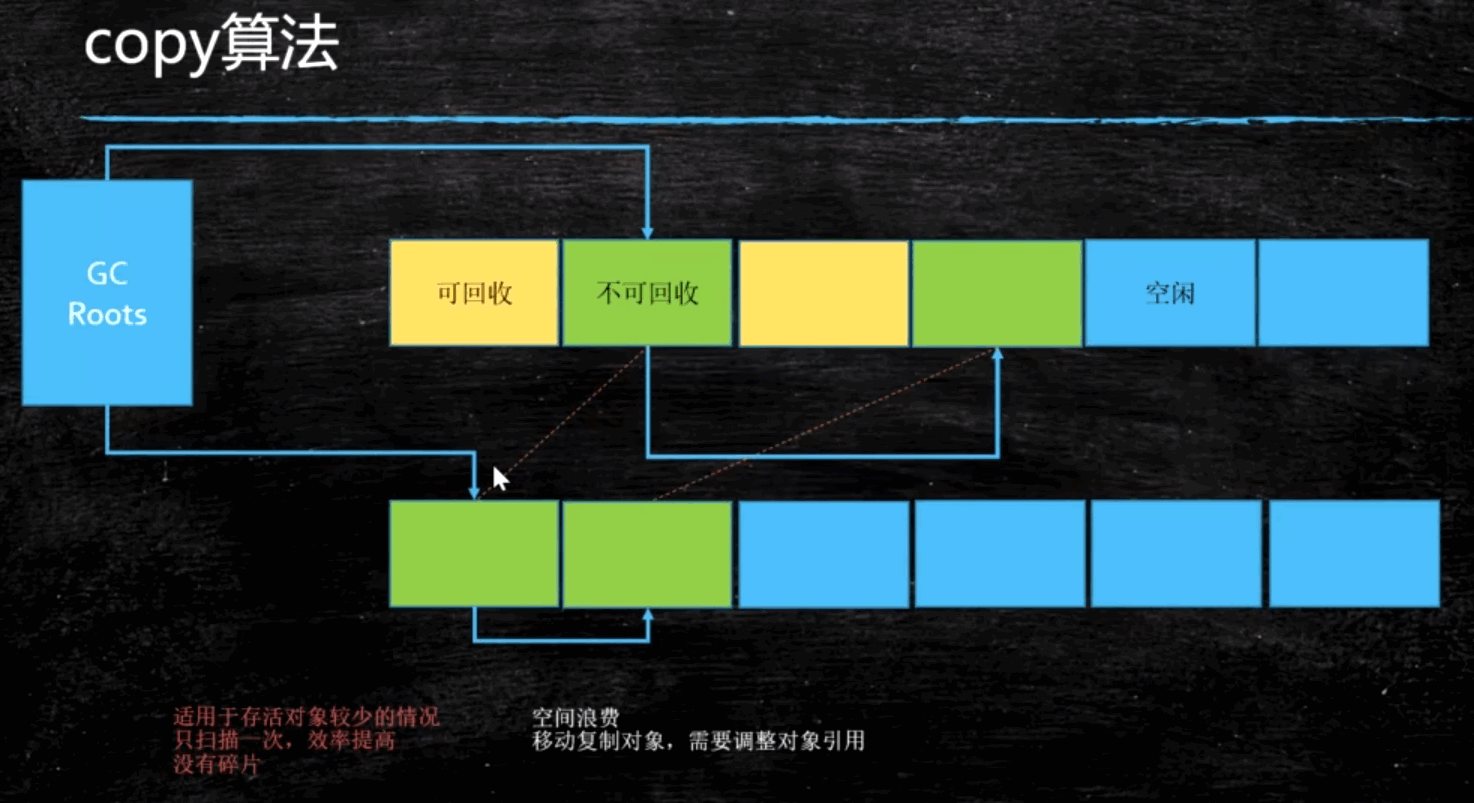 copy算法
GC
Roots
可回收
不可回收
空闲
适用于存活对象较少的情况
只扫描一次，效率提高
没有碎片
空间浪费
移动复制对象，需要调整对象引用